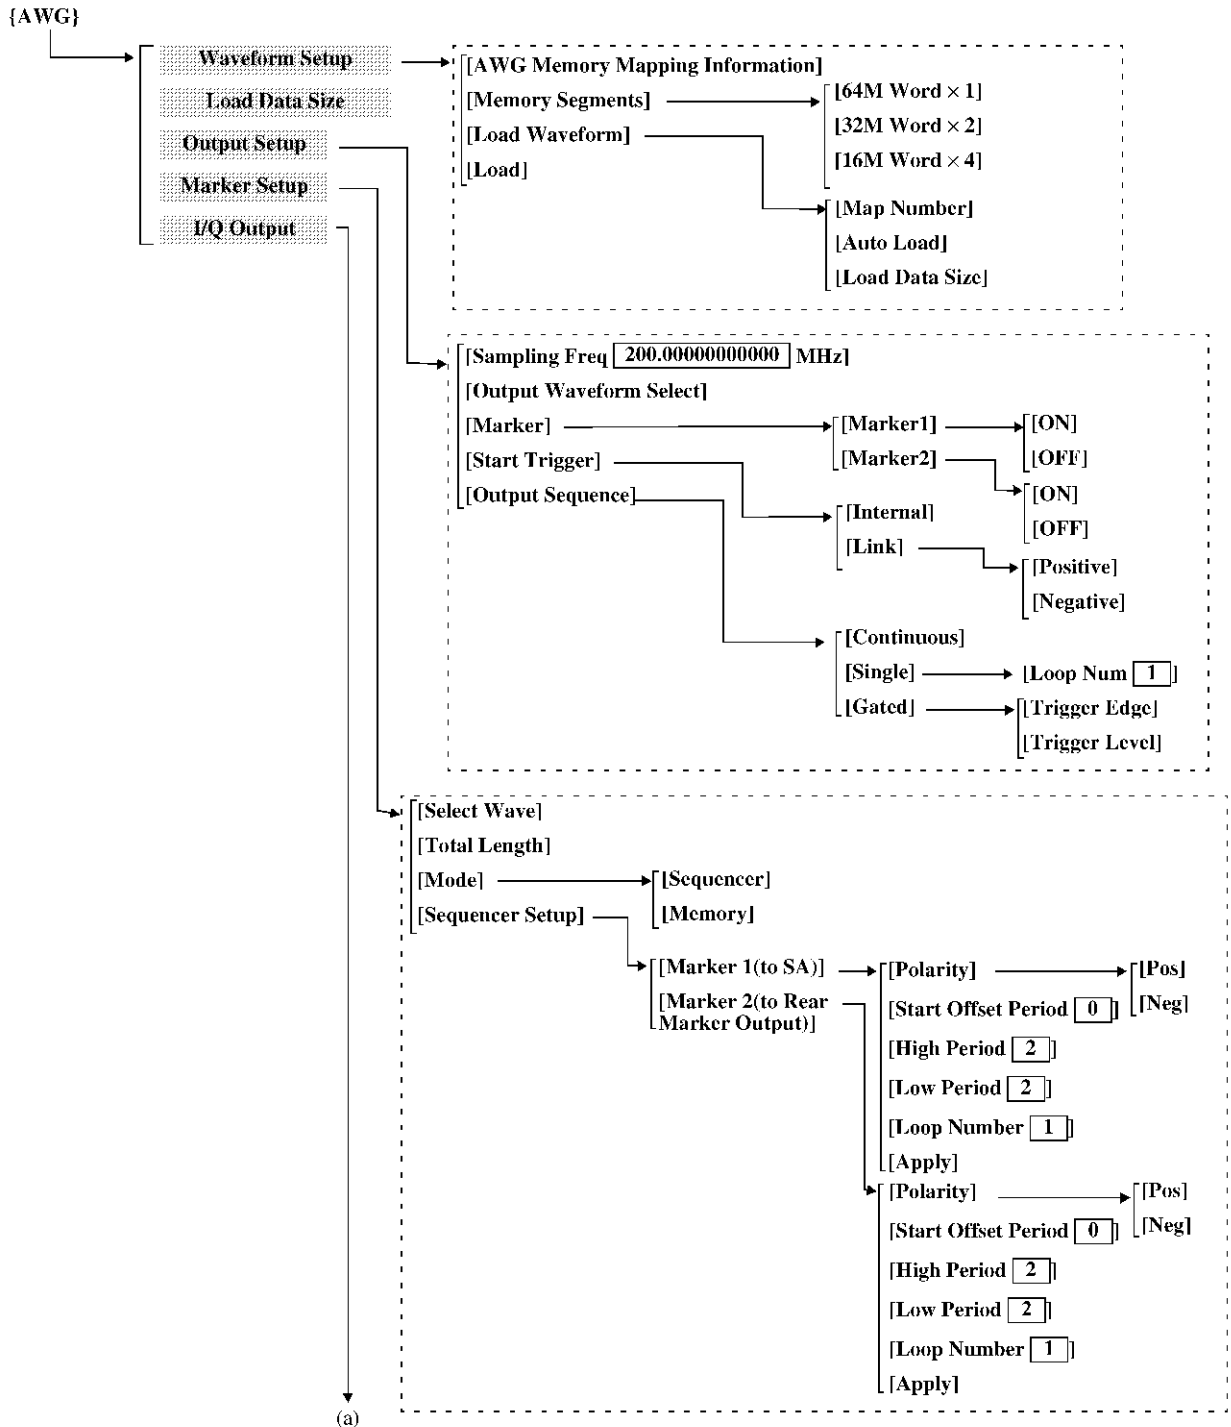 {AWG}
Waveform Setup
Load Data Size
Output Setup
Marker Setup
I/Q Output
[AWG Memory Mapping Information]
[Memory Segments]
[Load Waveform]
[Load]
[64M Word × 1]
[32M Word × 2]
[16M Word × 4]
[Map Number]
[Auto Load]
[Load Data Size]
[Sampling Freq 200.00000000000 MHz]
[Output Waveform Select]
[Marker]
[Start Trigger]
[Output Sequence]
[Marker1]
[Marker2]
[ON]
[OFF]
[ON]
[OFF]
[Internal]
[Link]
[Positive]
[Negative]
[Continuous]
[Single]
[Gated]
[Loop Num 1]
[Trigger Edge]
[Trigger Level]
[Select Wave]
[Total Length]
[Mode]
[Sequencer Setup]
[Sequencer]
[Memory]
[Marker 1(to SA)]
[Marker 2(to Rear
Marker Output)]
[Polarity]
[Start Offset Period 0]
[High Period 2]
[Low Period 2]
[Loop Number 1]
[Apply]
[Pos]
[Neg]
[Polarity]
[Start Offset Period 0]
[High Period 2]
[Low Period 2]
[Loop Number 1]
[Apply]
[Pos]
[Neg]
(a)